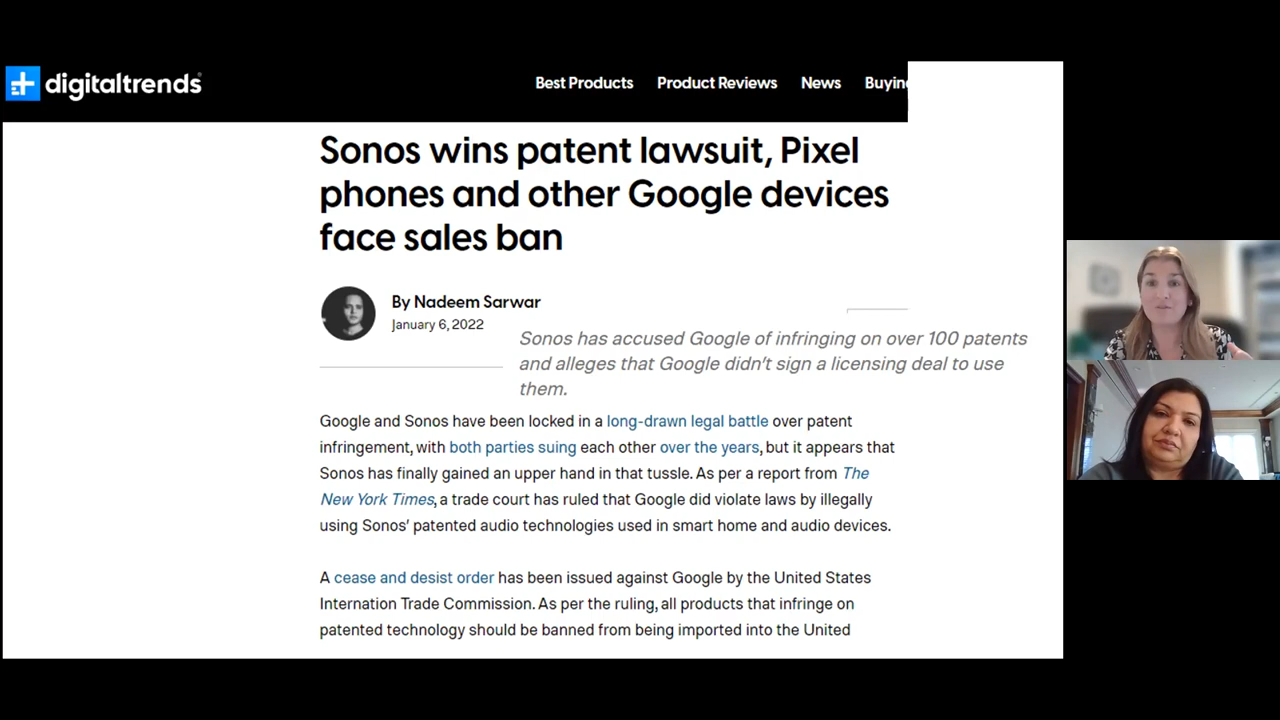 digitaltrends
Best Products Product Reviews News Buyin
Sonos wins patent lawsuit, Pixel
phones and other Google devices
face sales ban
By Nadeem Sarwar
January 6, 2022
Sonos has accused Google of infringing on over 100 patents
and alleges that Google didn't sign a licensing deal to use
them.
Google and Sonos have been locked in a long-drawn legal battle over patent
infringement, with both parties suing each other over the years, but it appears that
Sonos has finally gained an upper hand in that tussle. As per a report from The
New York Times, a trade court has ruled that Google did violate laws by illegally
using Sonos' patented audio technologies used in smart home and audio devices.
A cease and desist order has been issued against Google by the United States
Internation Trade Commission. As per the ruling, all products that infringe on
patented technology should be banned from being imported into the United